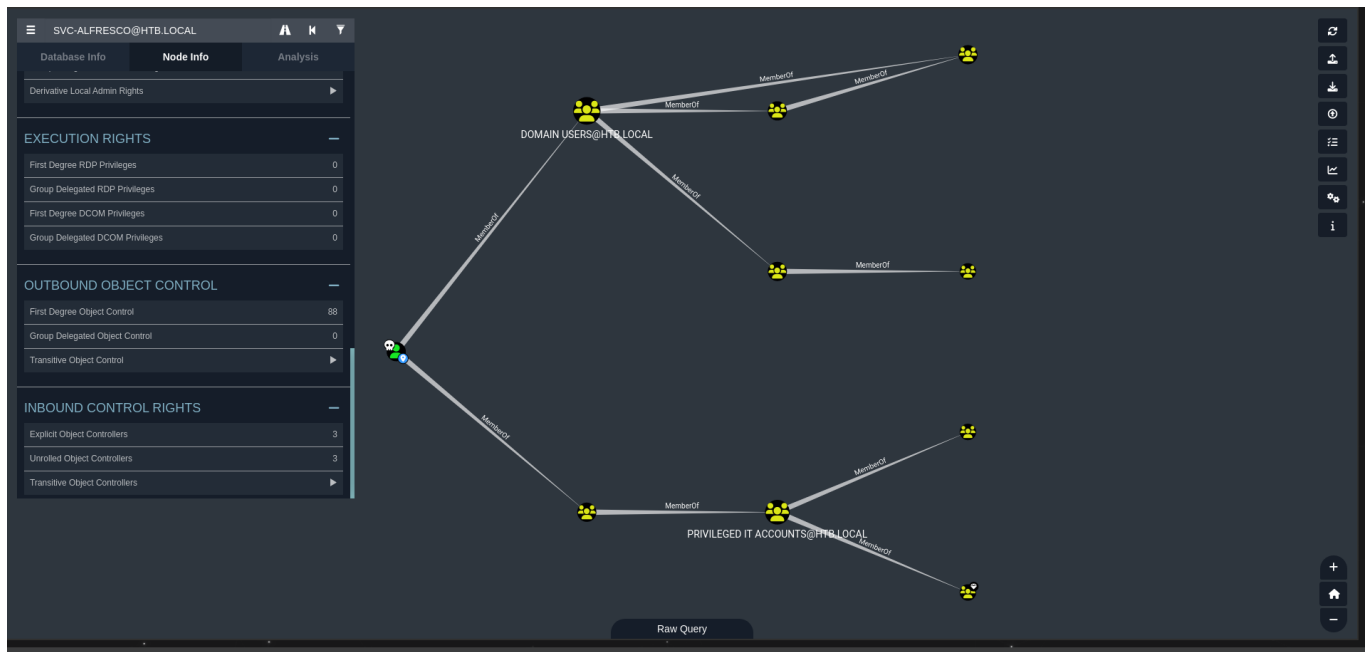 SVC-ALFRESCO@HTB.LOCAL
Database Info Node Info Analysis
Derivative Local Admin Rights
EXECUTION RIGHTS
First Degree RDP Privileges 0
Group Delegated RDP Privileges 0
First Degree DCOM Privileges 0
Group Delegated DCOM Privileges 0
OUTBOUND OBJECT CONTROL
First Degree Object Control 88
Group Delegated Object Control 0
Transitive Object Control
INBOUND CONTROL RIGHTS
Explicit Object Controllers 3
Unrolled Object Controllers 3
Transitive Object Controllers
MemberOf
MemberOf
MemberOf
DOMAIN USERS@HTB.LOCAL
MemberOf
MemberOf
MemberOf
MemberOf
MemberOf
MemberOf
PRIVILEGED IT ACCOUNTS@HTB.LOCAL
MemberOf
Raw Query